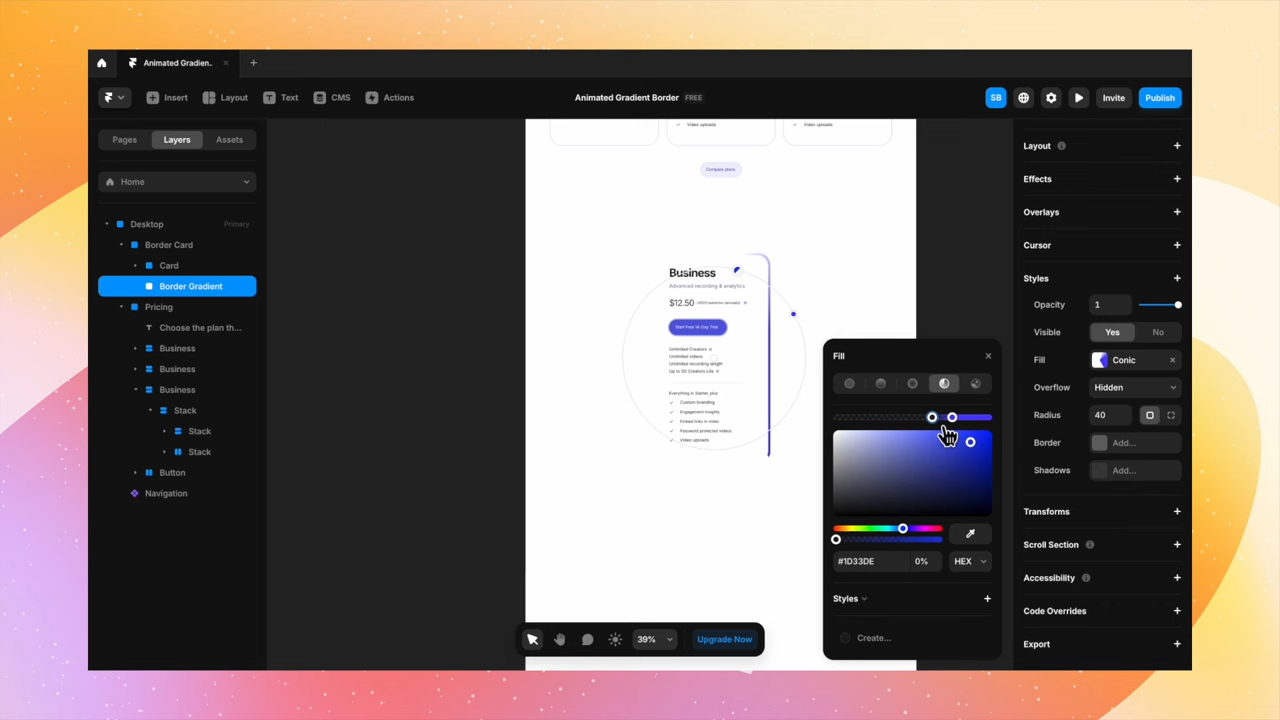 Animated Gradien..
Insert
Layout
Text
CMS
Actions
Animated Gradient Border FREE
SB
Invite
Publish
Pages
Layers
Assets
Home
Desktop
Primary
Border Card
Card
Border Gradient
Pricing
Choose the plan th...
Business
Business
Business
Stack
Stack
Stack
Button
Navigation
Video uploads
Video uploads
Compare plans
Business
Advanced recording & analytics
$12.50
Start Free 14-Day Trial
Unlimited Creators
Unlimited videos
Unlimited recording length
Up to 50 Creators Lite
Everything in Starter, plus
Custom branding
Engagement insights
Embed links in video
Password protected videos
Video uploads
39%
Upgrade Now
Fill
#1D33DE
0%
HEX
Styles
Create...
Layout
Effects
Overlays
Cursor
Styles
Opacity
1
Visible
Yes
No
Fill
Conic
Overflow
Hidden
Radius
40
Border
Add...
Shadows
Add...
Transforms
Scroll Section
Accessibility
Code Overrides
Export